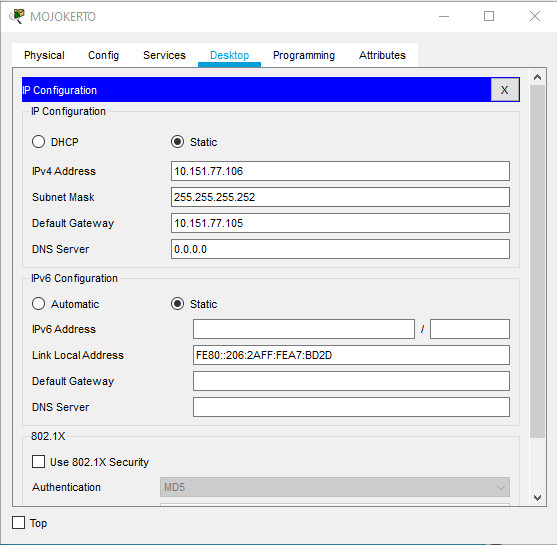 MOJOKERTO
Physical Config Services Desktop Programming Attributes
IP Configuration X
IP Configuration
DHCP Static
IPv4 Address 10.151.77.106
Subnet Mask 255.255.255.252
Default Gateway 10.151.77.105
DNS Server 0.0.0.0
IPv6 Configuration
Automatic Static
IPv6 Address /
Link Local Address FE80::206:2AFF:FEA7:BD2D
Default Gateway
DNS Server
802.1X
Use 802.1X Security
Authentication MD5
Top